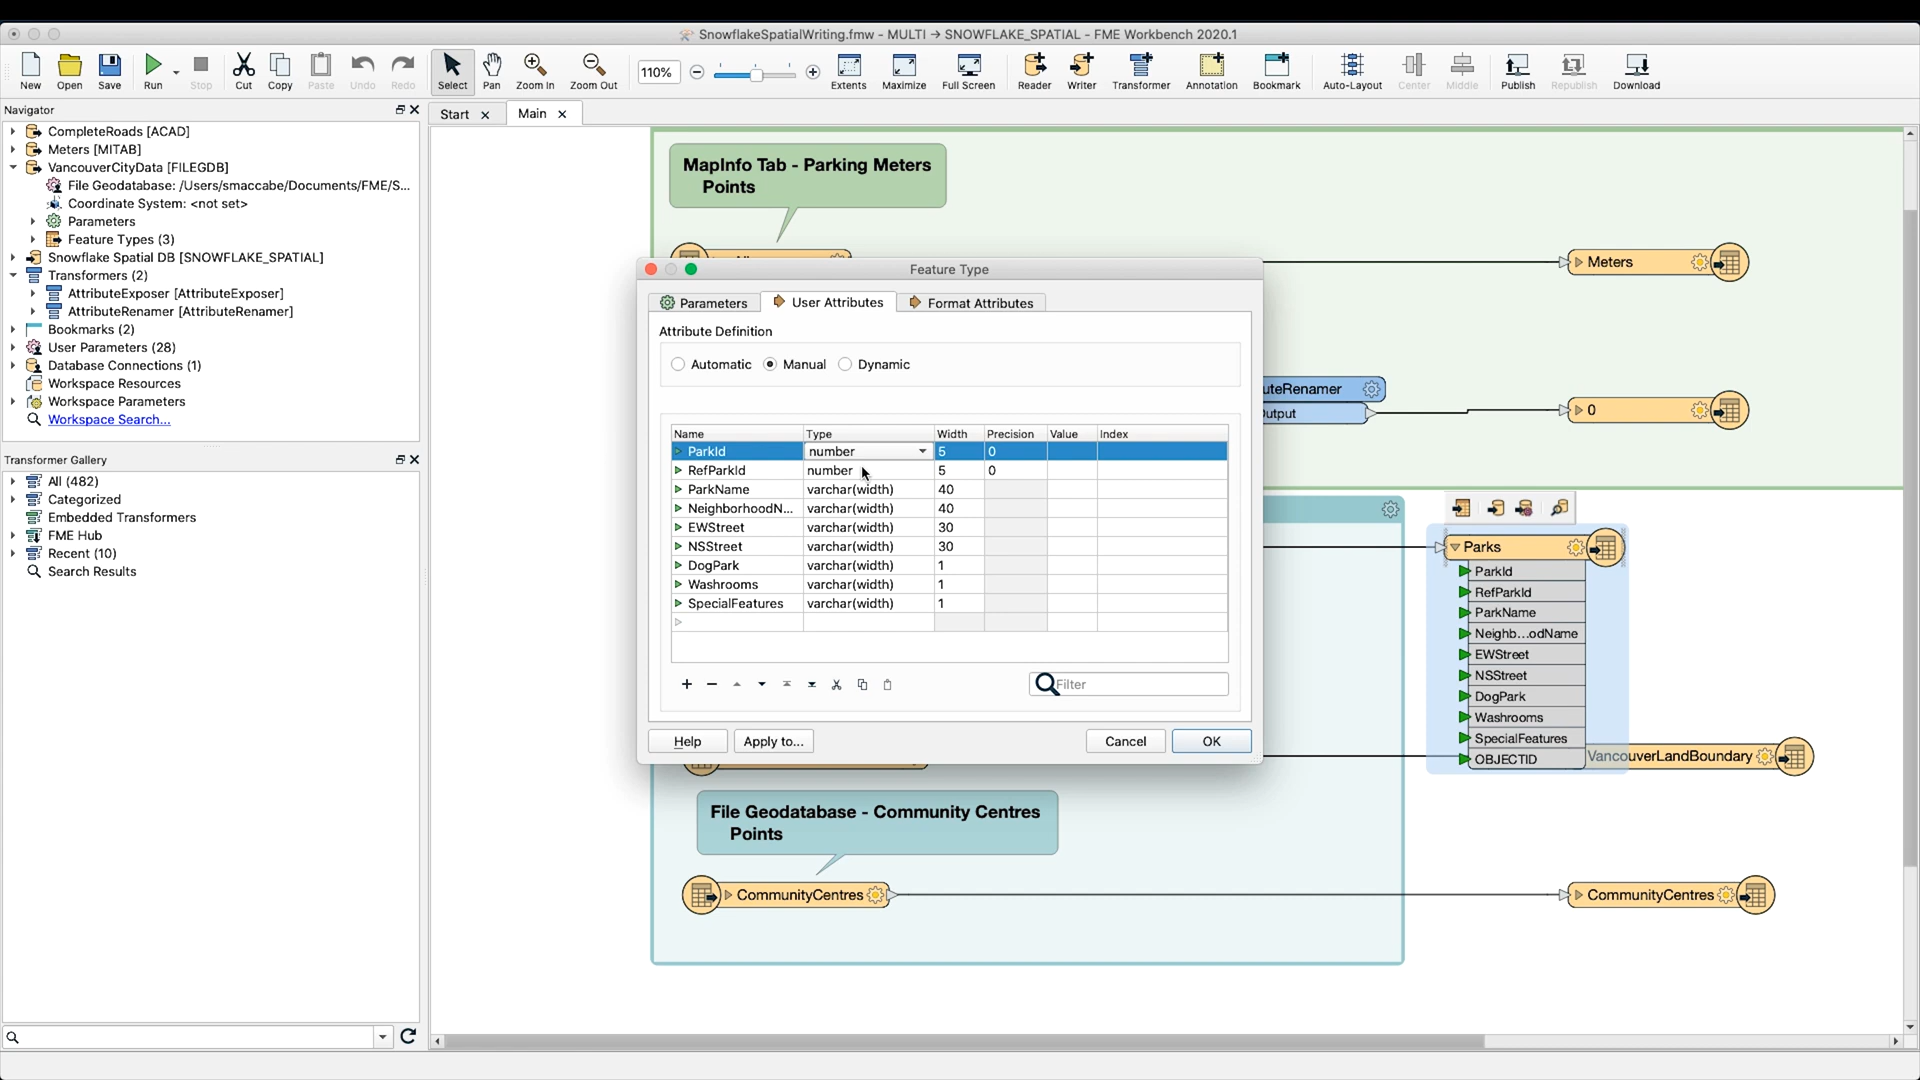 SnowflakeSpatialWriting.fmw - MULTI → SNOWFLAKE_SPATIAL - FME Workbench 2020.1
New Open Save Run Stop Cut Copy Paste Undo Redo Select Pan Zoom In Zoom Out 110% Extents Maximize Full Screen Reader Writer Transformer Annotation Bookmark Auto-Layout Center Middle Publish Republish Download
Navigator
CompleteRoads [ACAD]
Meters [MITAB]
VancouverCityData [FILEGDB]
File Geodatabase: /Users/smaccabe/Documents/FME/S...
Coordinate System: <not set>
Parameters
Feature Types (3)
Snowflake Spatial DB [SNOWFLAKE_SPATIAL]
Transformers (2)
AttributeExposer [AttributeExposer]
AttributeRenamer [AttributeRenamer]
Bookmarks (2)
User Parameters (28)
Database Connections (1)
Workspace Resources
Workspace Parameters
Workspace Search...
Transformer Gallery
All (482)
Categorized
Embedded Transformers
FME Hub
Recent (10)
Search Results
Start Main
MapInfo Tab - Parking Meters
Points
Meters
Feature Type
Parameters User Attributes Format Attributes
Attribute Definition
Automatic Manual Dynamic
Name Type Width Precision Value Index
ParkId number 5 0
RefParkId number 5 0
ParkName varchar(width) 40
NeighborhoodN... varchar(width) 40
EWStreet varchar(width) 30
NSStreet varchar(width) 30
DogPark varchar(width) 1
Washrooms varchar(width) 1
SpecialFeatures varchar(width) 1
Filter
Help Apply to... Cancel OK
uteRenamer
Output
0
Parks
ParkId
RefParkId
ParkName
Neighb...odName
EWStreet
NSStreet
DogPark
Washrooms
SpecialFeatures
OBJECTID
VancouverLandBoundary
File Geodatabase - Community Centres
Points
CommunityCentres
CommunityCentres